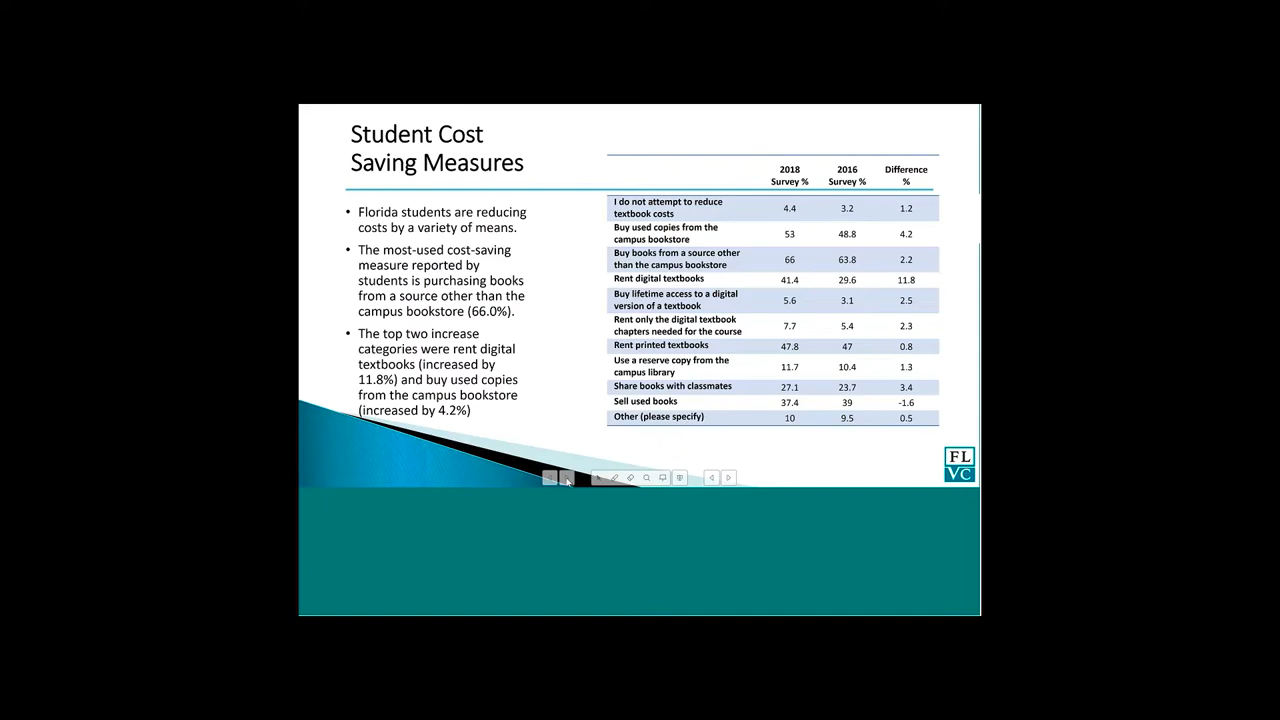 Student Cost
Saving Measures
• Florida students are reducing
costs by a variety of means.
• The most-used cost-saving
measure reported by
students is purchasing books
from a source other than the
campus bookstore (66.0%).
• The top two increase
categories were rent digital
textbooks (increased by
11.8%) and buy used copies
from the campus bookstore
(increased by 4.2%)
2018 2016 Difference
Survey % Survey % %
I do not attempt to reduce
textbook costs 4.4 3.2 1.2
Buy used copies from the
campus bookstore 53 48.8 4.2
Buy books from a source other
than the campus bookstore 66 63.8 2.2
Rent digital textbooks 41.4 29.6 11.8
Buy lifetime access to a digital
version of a textbook 5.6 3.1 2.5
Rent only the digital textbook
chapters needed for the course 7.7 5.4 2.3
Rent printed textbooks 47.8 47 0.8
Use a reserve copy from the
campus library 11.7 10.4 1.3
Share books with classmates 27.1 23.7 3.4
Sell used books 37.4 39 -1.6
Other (please specify) 10 9.5 0.5
FL
VC